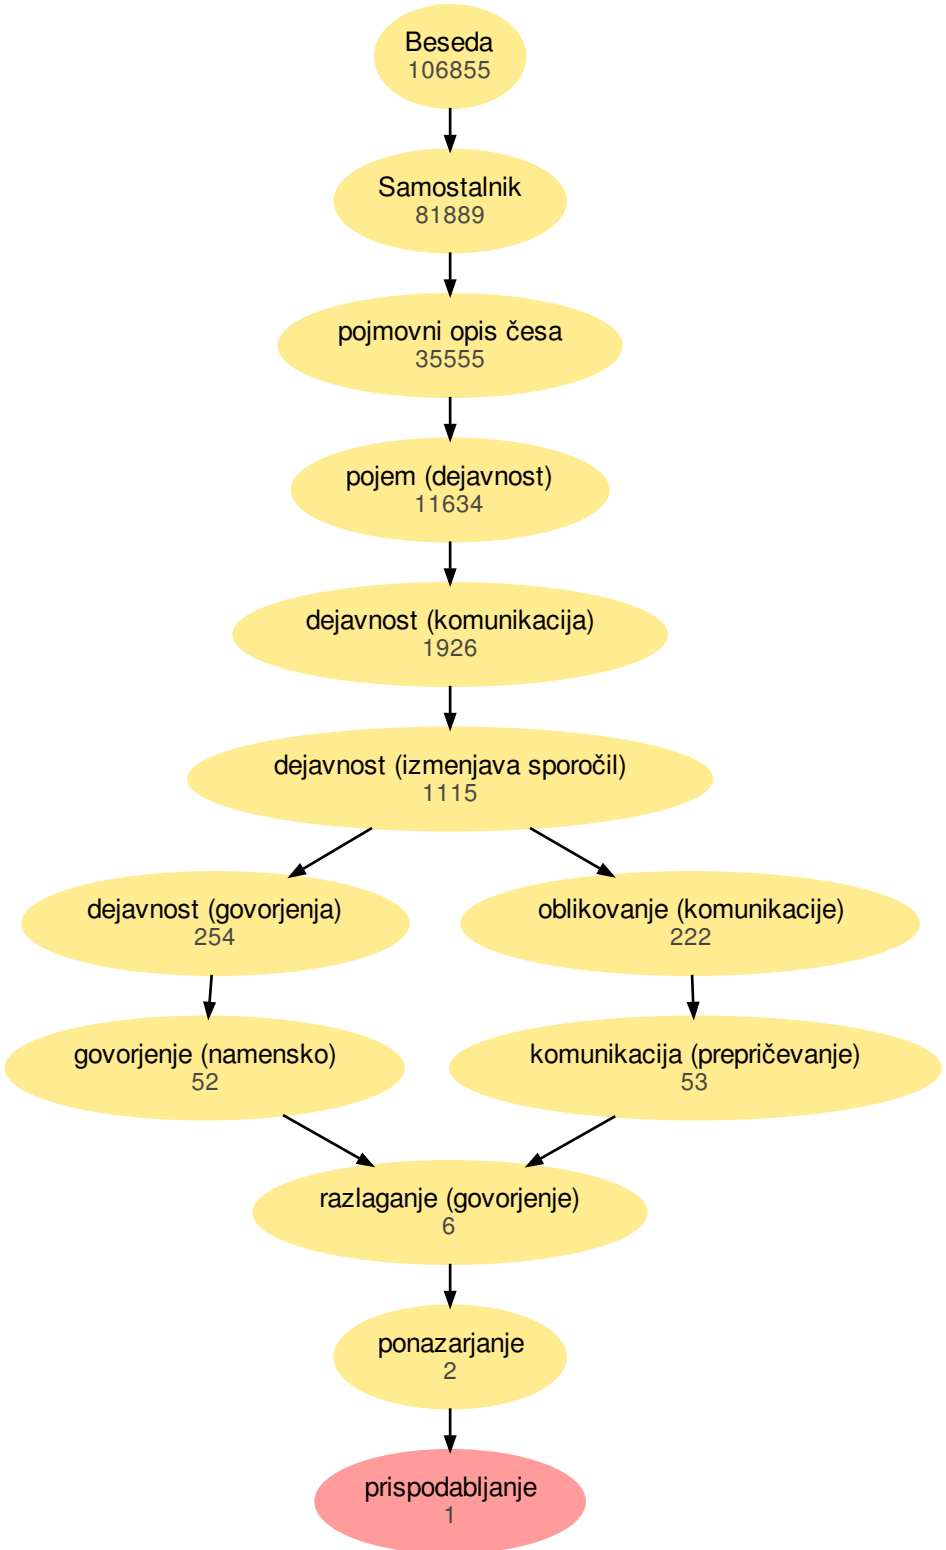 Beseda
106855
Samostalnik
81889
pojmovni opis česa
35555
pojem (dejavnost)
11634
dejavnost (komunikacija)
1926
dejavnost (izmenjava sporočil)
1115
dejavnost (govorjenja)
254
oblikovanje (komunikacije)
222
govorjenje (namensko)
52
komunikacija (prepričevanje)
53
razlaganje (govorjenje)
6
ponazarjanje
2
prispodabljanje
1